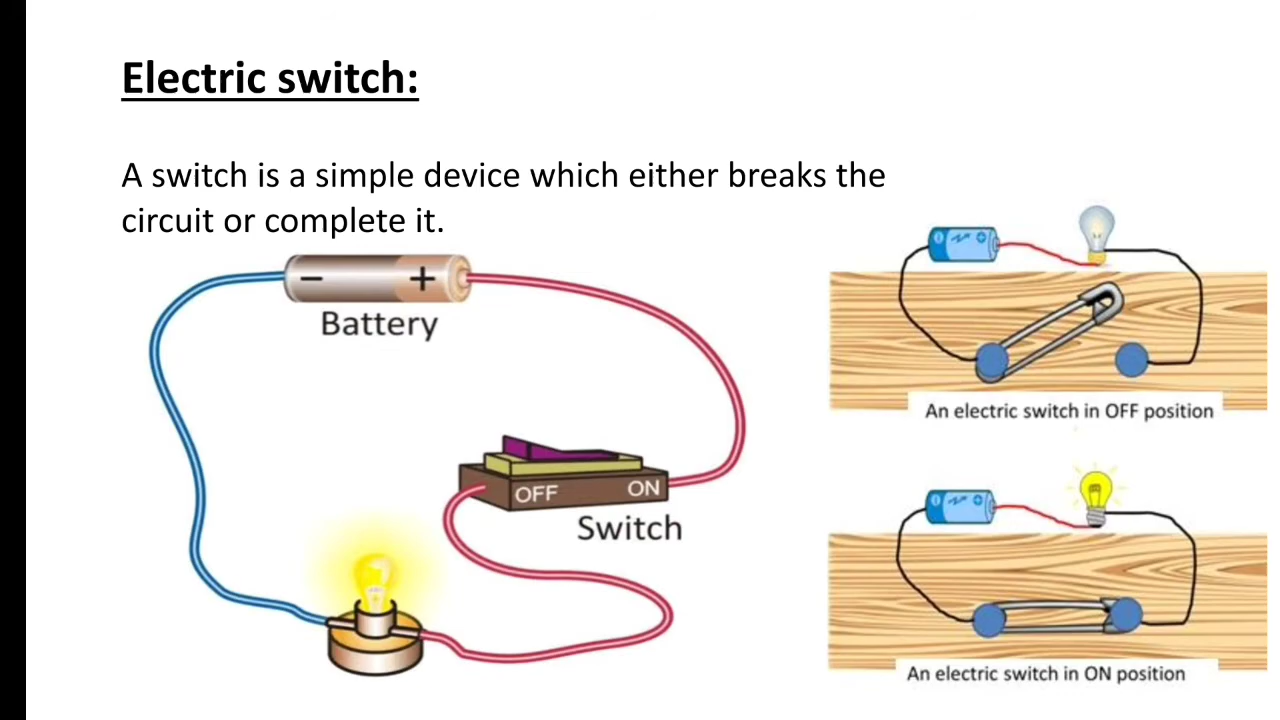 Electric switch:
A switch is a simple device which either breaks the
circuit or complete it.
− +
Battery
OFF ON
Switch
+
An electric switch in OFF position
+
An electric switch in ON position